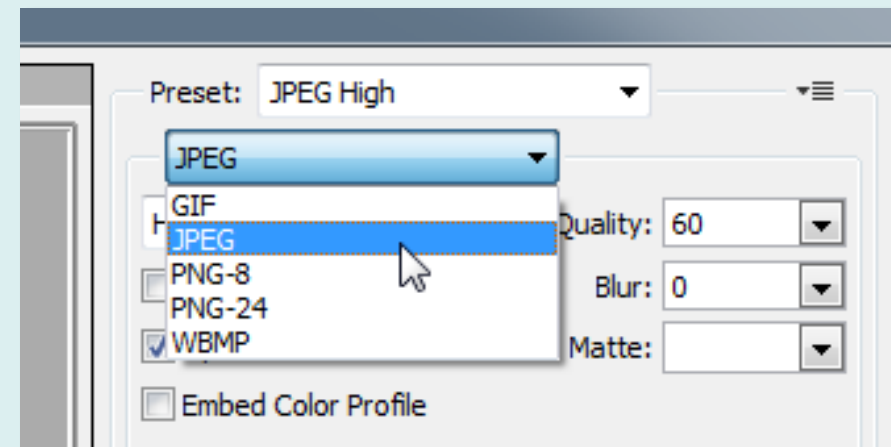 Preset: JPEG High
JPEG
GIF
JPEG
Quality: 60
PNG-8
Blur: 0
PNG-24
WBMP
Matte:
Embed Color Profile